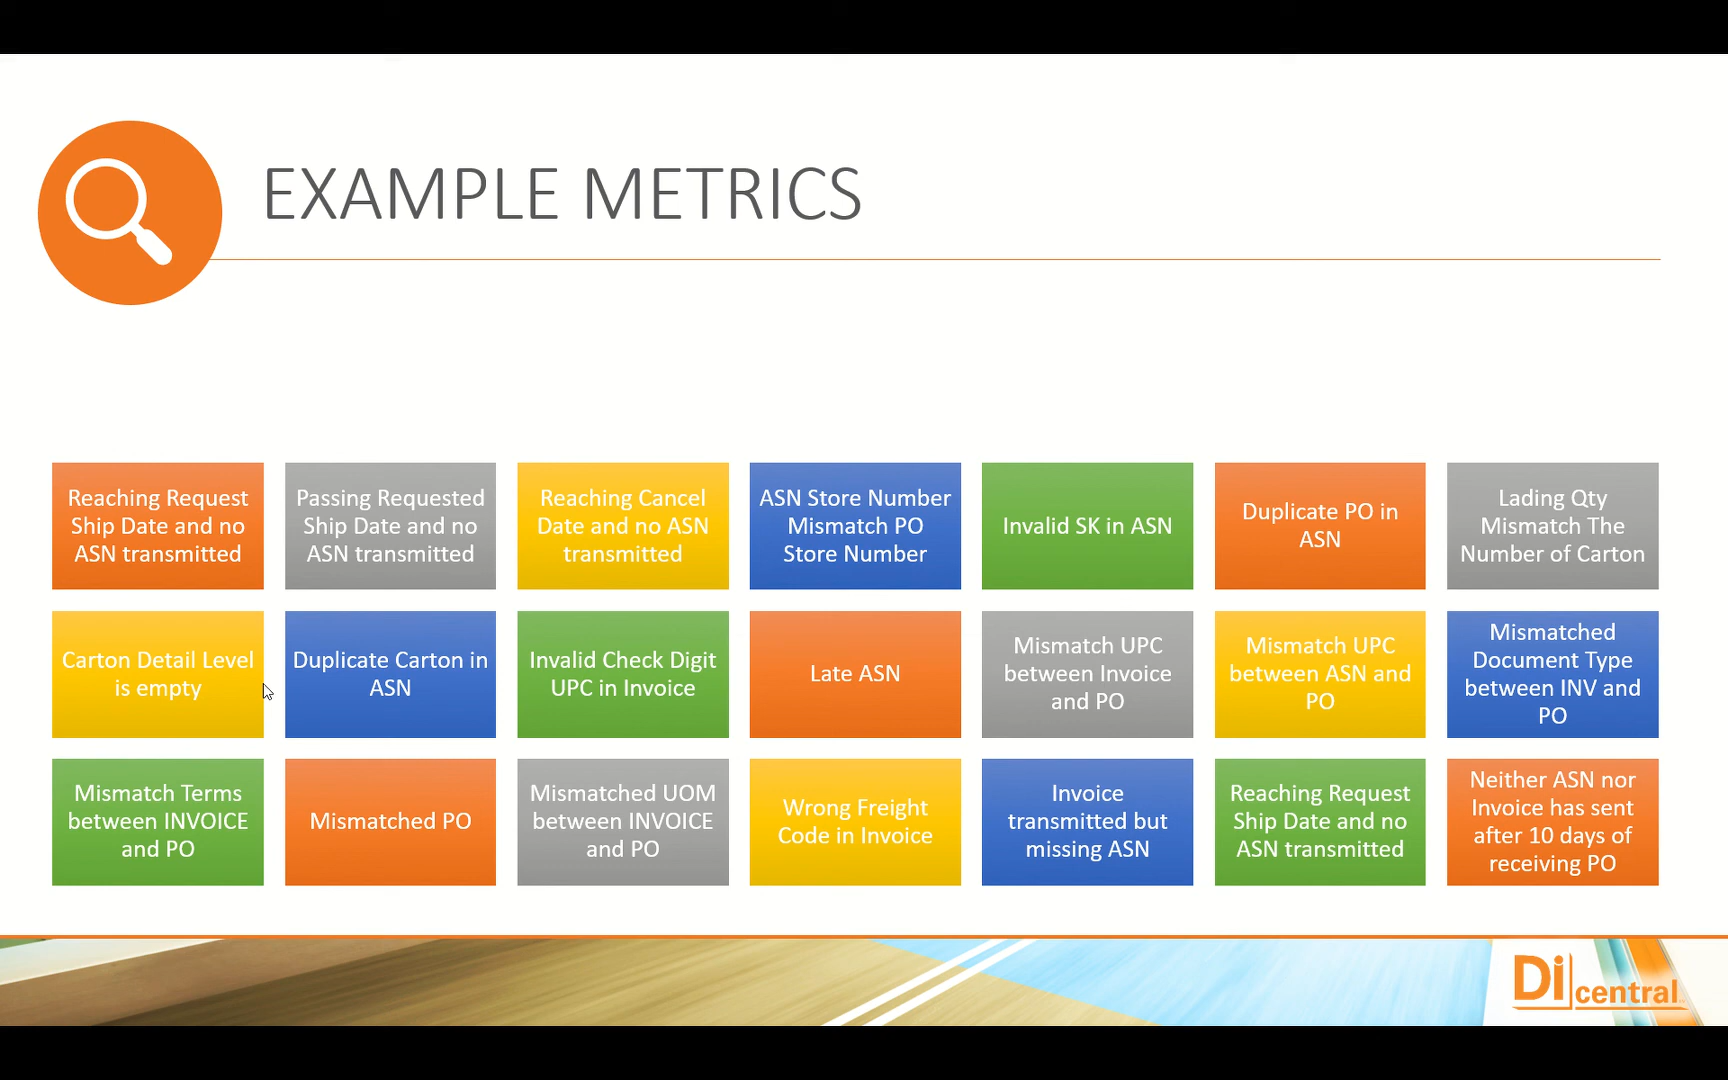 EXAMPLE METRICS
Reaching Request
Ship Date and no
ASN transmitted
Passing Requested
Ship Date and no
ASN transmitted
Reaching Cancel
Date and no ASN
transmitted
ASN Store Number
Mismatch PO
Store Number
Invalid SK in ASN
Duplicate PO in
ASN
Lading Qty
Mismatch The
Number of Carton
Carton Detail Level
is empty
Duplicate Carton in
ASN
Invalid Check Digit
UPC in Invoice
Late ASN
Mismatch UPC
between Invoice
and PO
Mismatch UPC
between ASN and
PO
Mismatched
Document Type
between INV and
PO
Mismatch Terms
between INVOICE
and PO
Mismatched PO
Mismatched UOM
between INVOICE
and PO
Wrong Freight
Code in Invoice
Invoice
transmitted but
missing ASN
Reaching Request
Ship Date and no
ASN transmitted
Neither ASN nor
Invoice has sent
after 10 days of
receiving PO
Di central